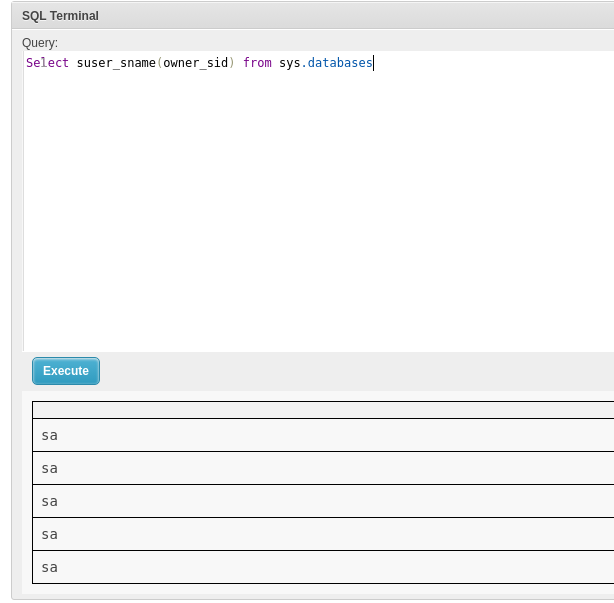 SQL Terminal
Query:
Select suser_sname(owner_sid) from sys.databases
Execute
sa
sa
sa
sa
sa